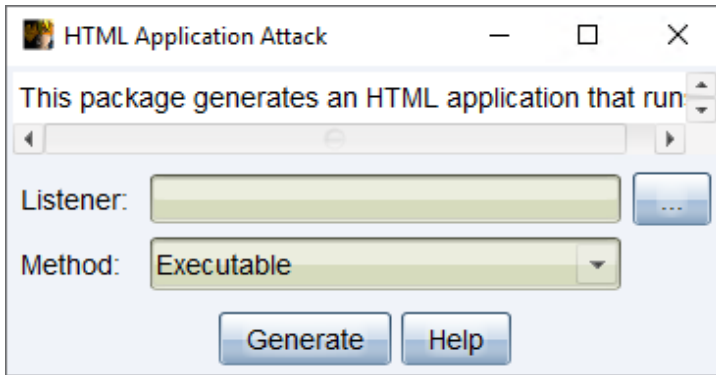 HTML Application Attack
This package generates an HTML application that run
Listener:
...
Method:
Executable
Generate
Help